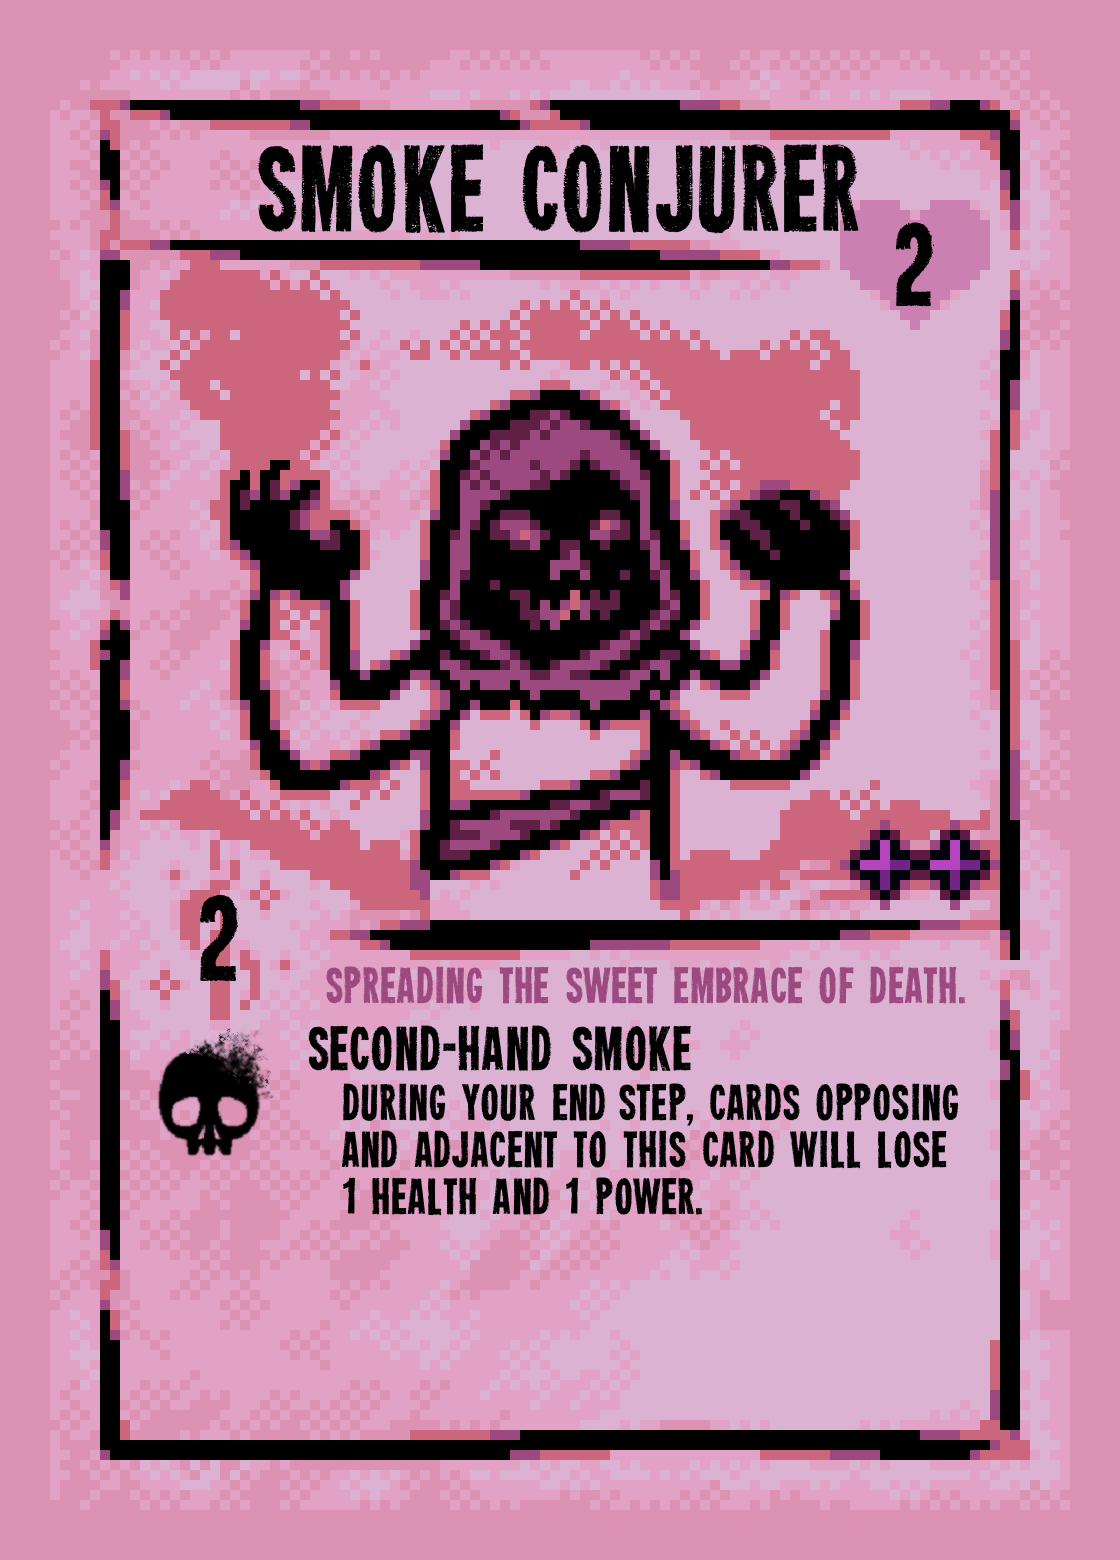 SMOKE CONJURER
2
2
SPREADING THE SWEET EMBRACE OF DEATH.
SECOND-HAND SMOKE
DURING YOUR END STEP, CARDS OPPOSING
AND ADJACENT TO THIS CARD WILL LOSE
1 HEALTH AND 1 POWER.